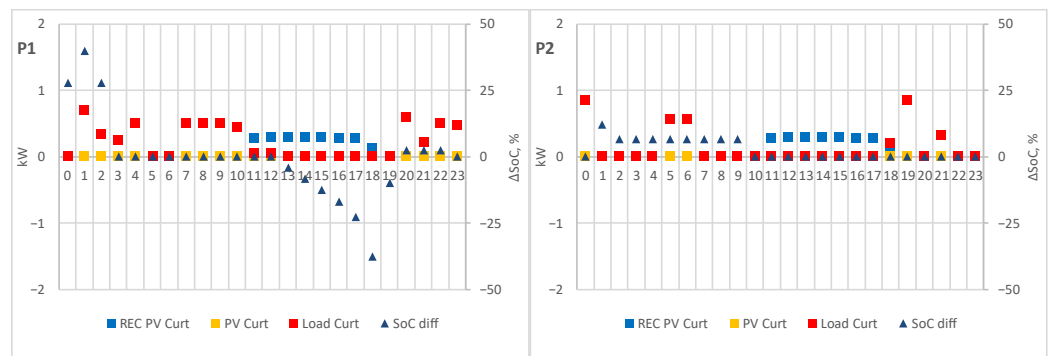 2 50
P1
1 25
kW
0 0
ΔSoC, %
0 1 2 3 4 5 6 7 8 9 10 11 12 13 14 15 16 17 18 19 20 21 22 23
−1 −25
−2 −50
REC PV Curt PV Curt Load Curt SoC diff
2 50
P2
1 25
kW
0 0
ΔSoC, %
0 1 2 3 4 5 6 7 8 9 10 11 12 13 14 15 16 17 18 19 20 21 22 23
−1 −25
−2 −50
REC PV Curt PV Curt Load Curt SoC diff